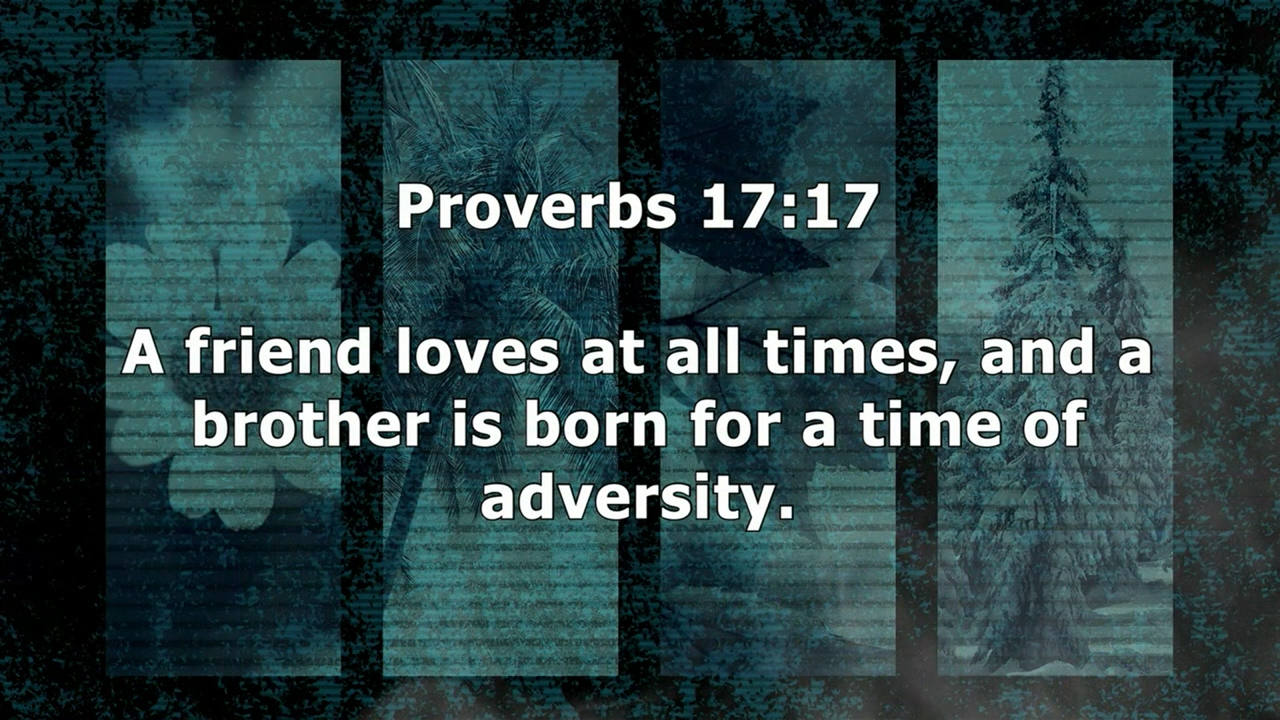 Proverbs 17:17
A friend loves at all times, and a
brother is born for a time of
adversity.